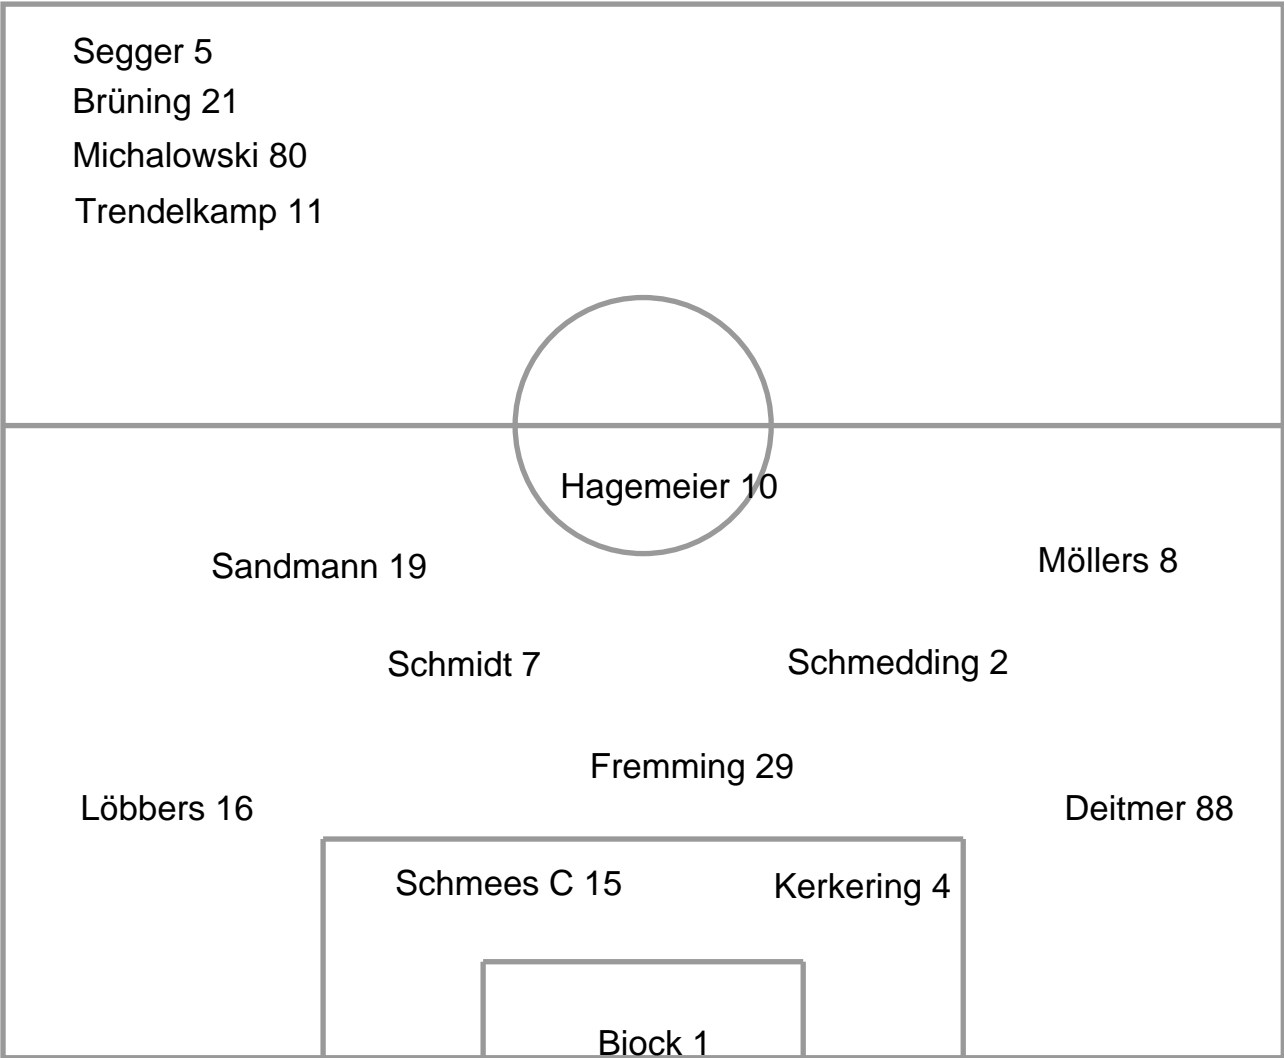 Segger 5
Brüning 21
Michalowski 80
Trendelkamp 11
Hagemeier 10
Sandmann 19
Möllers 8
Schmidt 7
Schmedding 2
Fremming 29
Löbbers 16
Deitmer 88
Schmees C 15
Kerkering 4
Biock 1